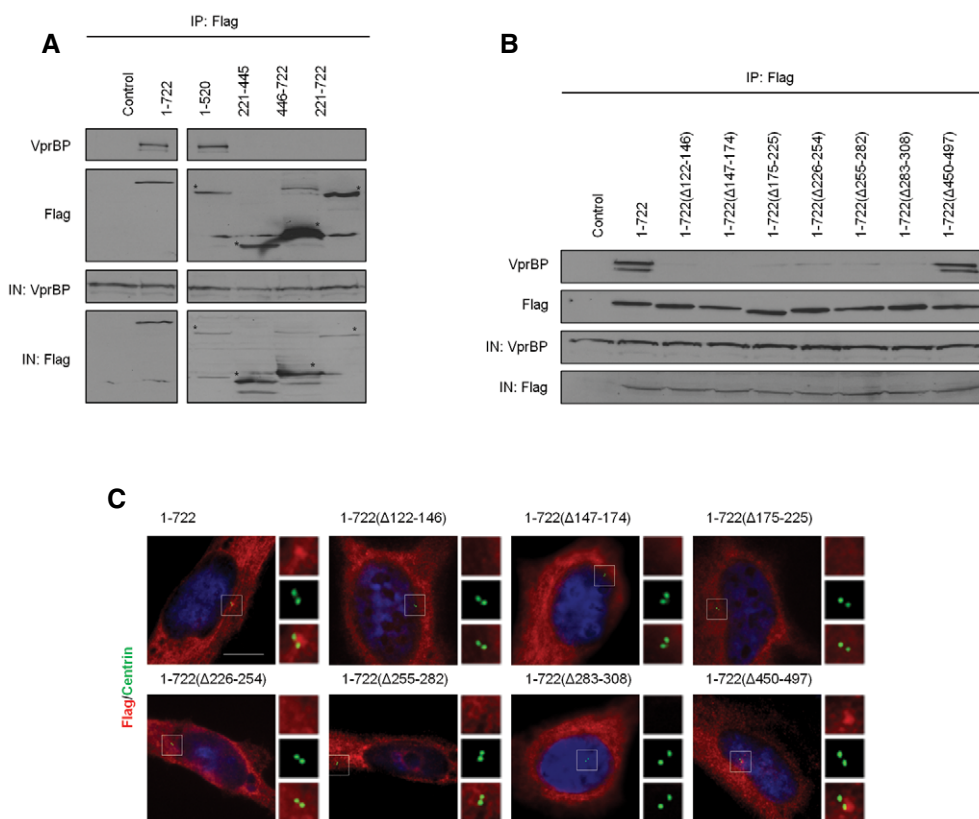 A
IP: Flag
Control
1-722
1-520
221-445
446-722
221-722
VprBP
Flag
IN: VprBP
IN: Flag
B
IP: Flag
Control
1-722
1-722(Δ122-146)
1-722(Δ147-174)
1-722(Δ175-225)
1-722(Δ226-254)
1-722(Δ255-282)
1-722(Δ283-308)
1-722(Δ450-497)
VprBP
Flag
IN: VprBP
IN: Flag
C
Flag/Centrin
1-722
1-722(Δ122-146)
1-722(Δ147-174)
1-722(Δ175-225)
1-722(Δ226-254)
1-722(Δ255-282)
1-722(Δ283-308)
1-722(Δ450-497)